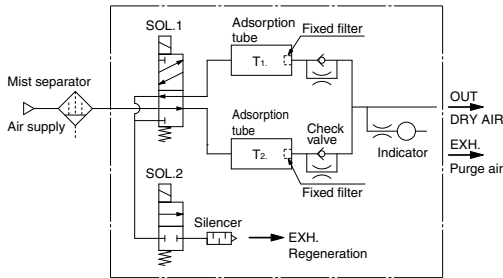 SOL.1
Adsorption
tube
Fixed filter
T1.
Mist separator
Air supply
Adsorption
tube
Check
valve
T2.
OUT
DRY AIR
Indicator
EXH.
Purge air
SOL.2
Fixed filter
Silencer
EXH.
Regeneration